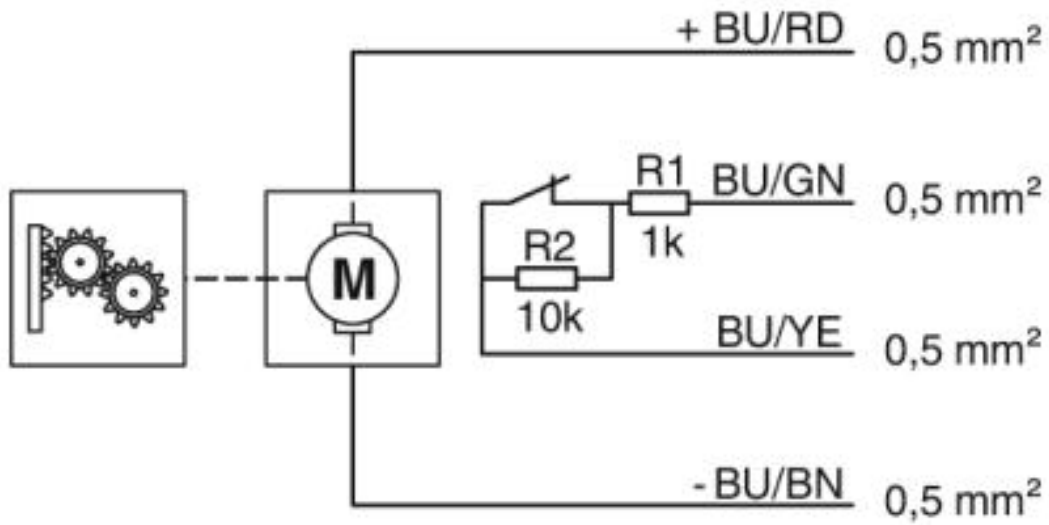 + BU/RD 0,5 mm²
R1 BU/GN 0,5 mm²
1k
R2
10k
M
BU/YE 0,5 mm²
- BU/BN 0,5 mm²